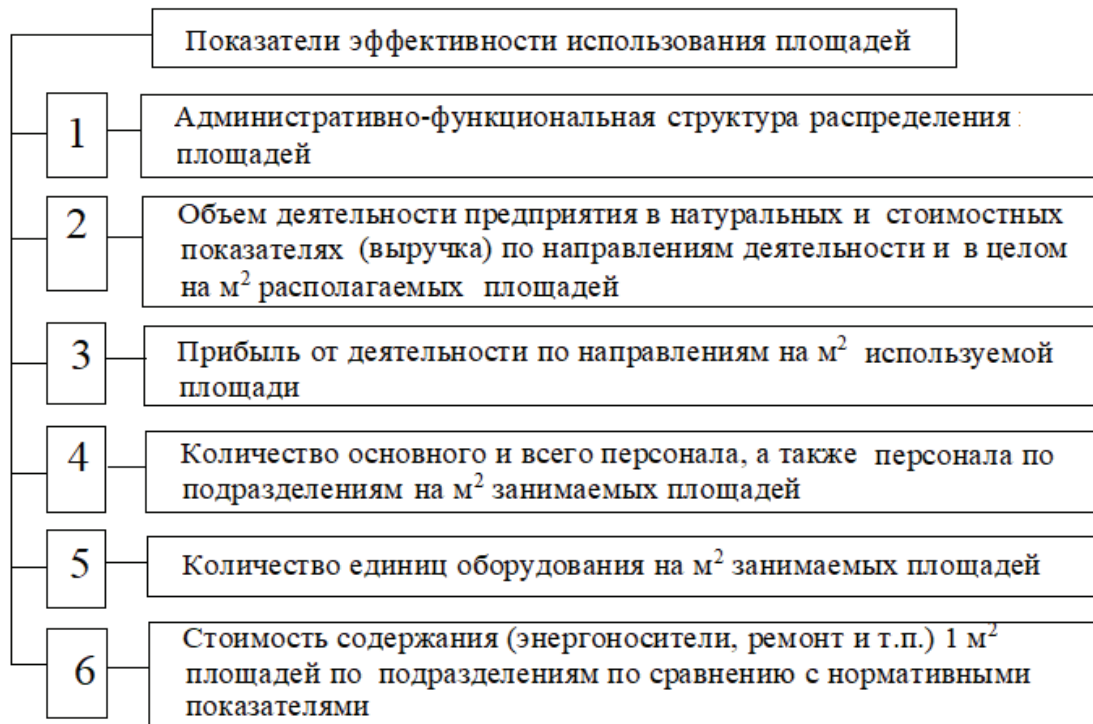 Показатели эффективности использования площадей
1
Административно-функциональная структура распределения
площадей
2
Объем деятельности предприятия в натуральных и стоимостных
показателях (выручка) по направлениям деятельности и в целом
на м² располагаемых площадей
3
Прибыль от деятельности по направлениям на м² используемой
площади
4
Количество основного и всего персонала, а также персонала по
подразделениям на м² занимаемых площадей
5
Количество единиц оборудования на м² занимаемых площадей
6
Стоимость содержания (энергоносители, ремонт и т.п.) 1 м²
площадей по подразделениям по сравнению с нормативными
показателями